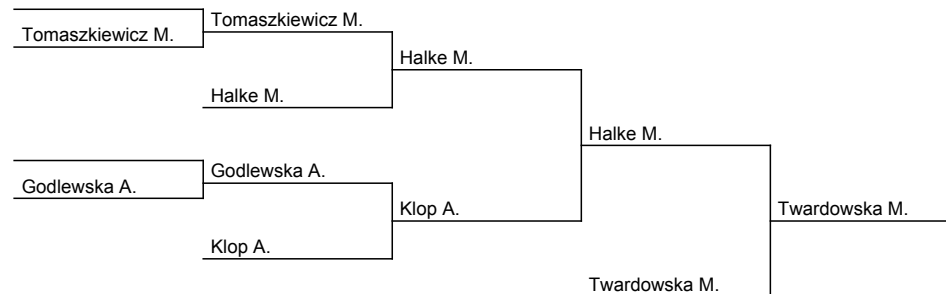 Tomaszkiewicz M.
Tomaszkiewicz M.
Halke M.
Halke M.
Halke M.
Godlewska A.
Godlewska A.
Klop A.
Twardowska M.
Klop A.
Twardowska M.